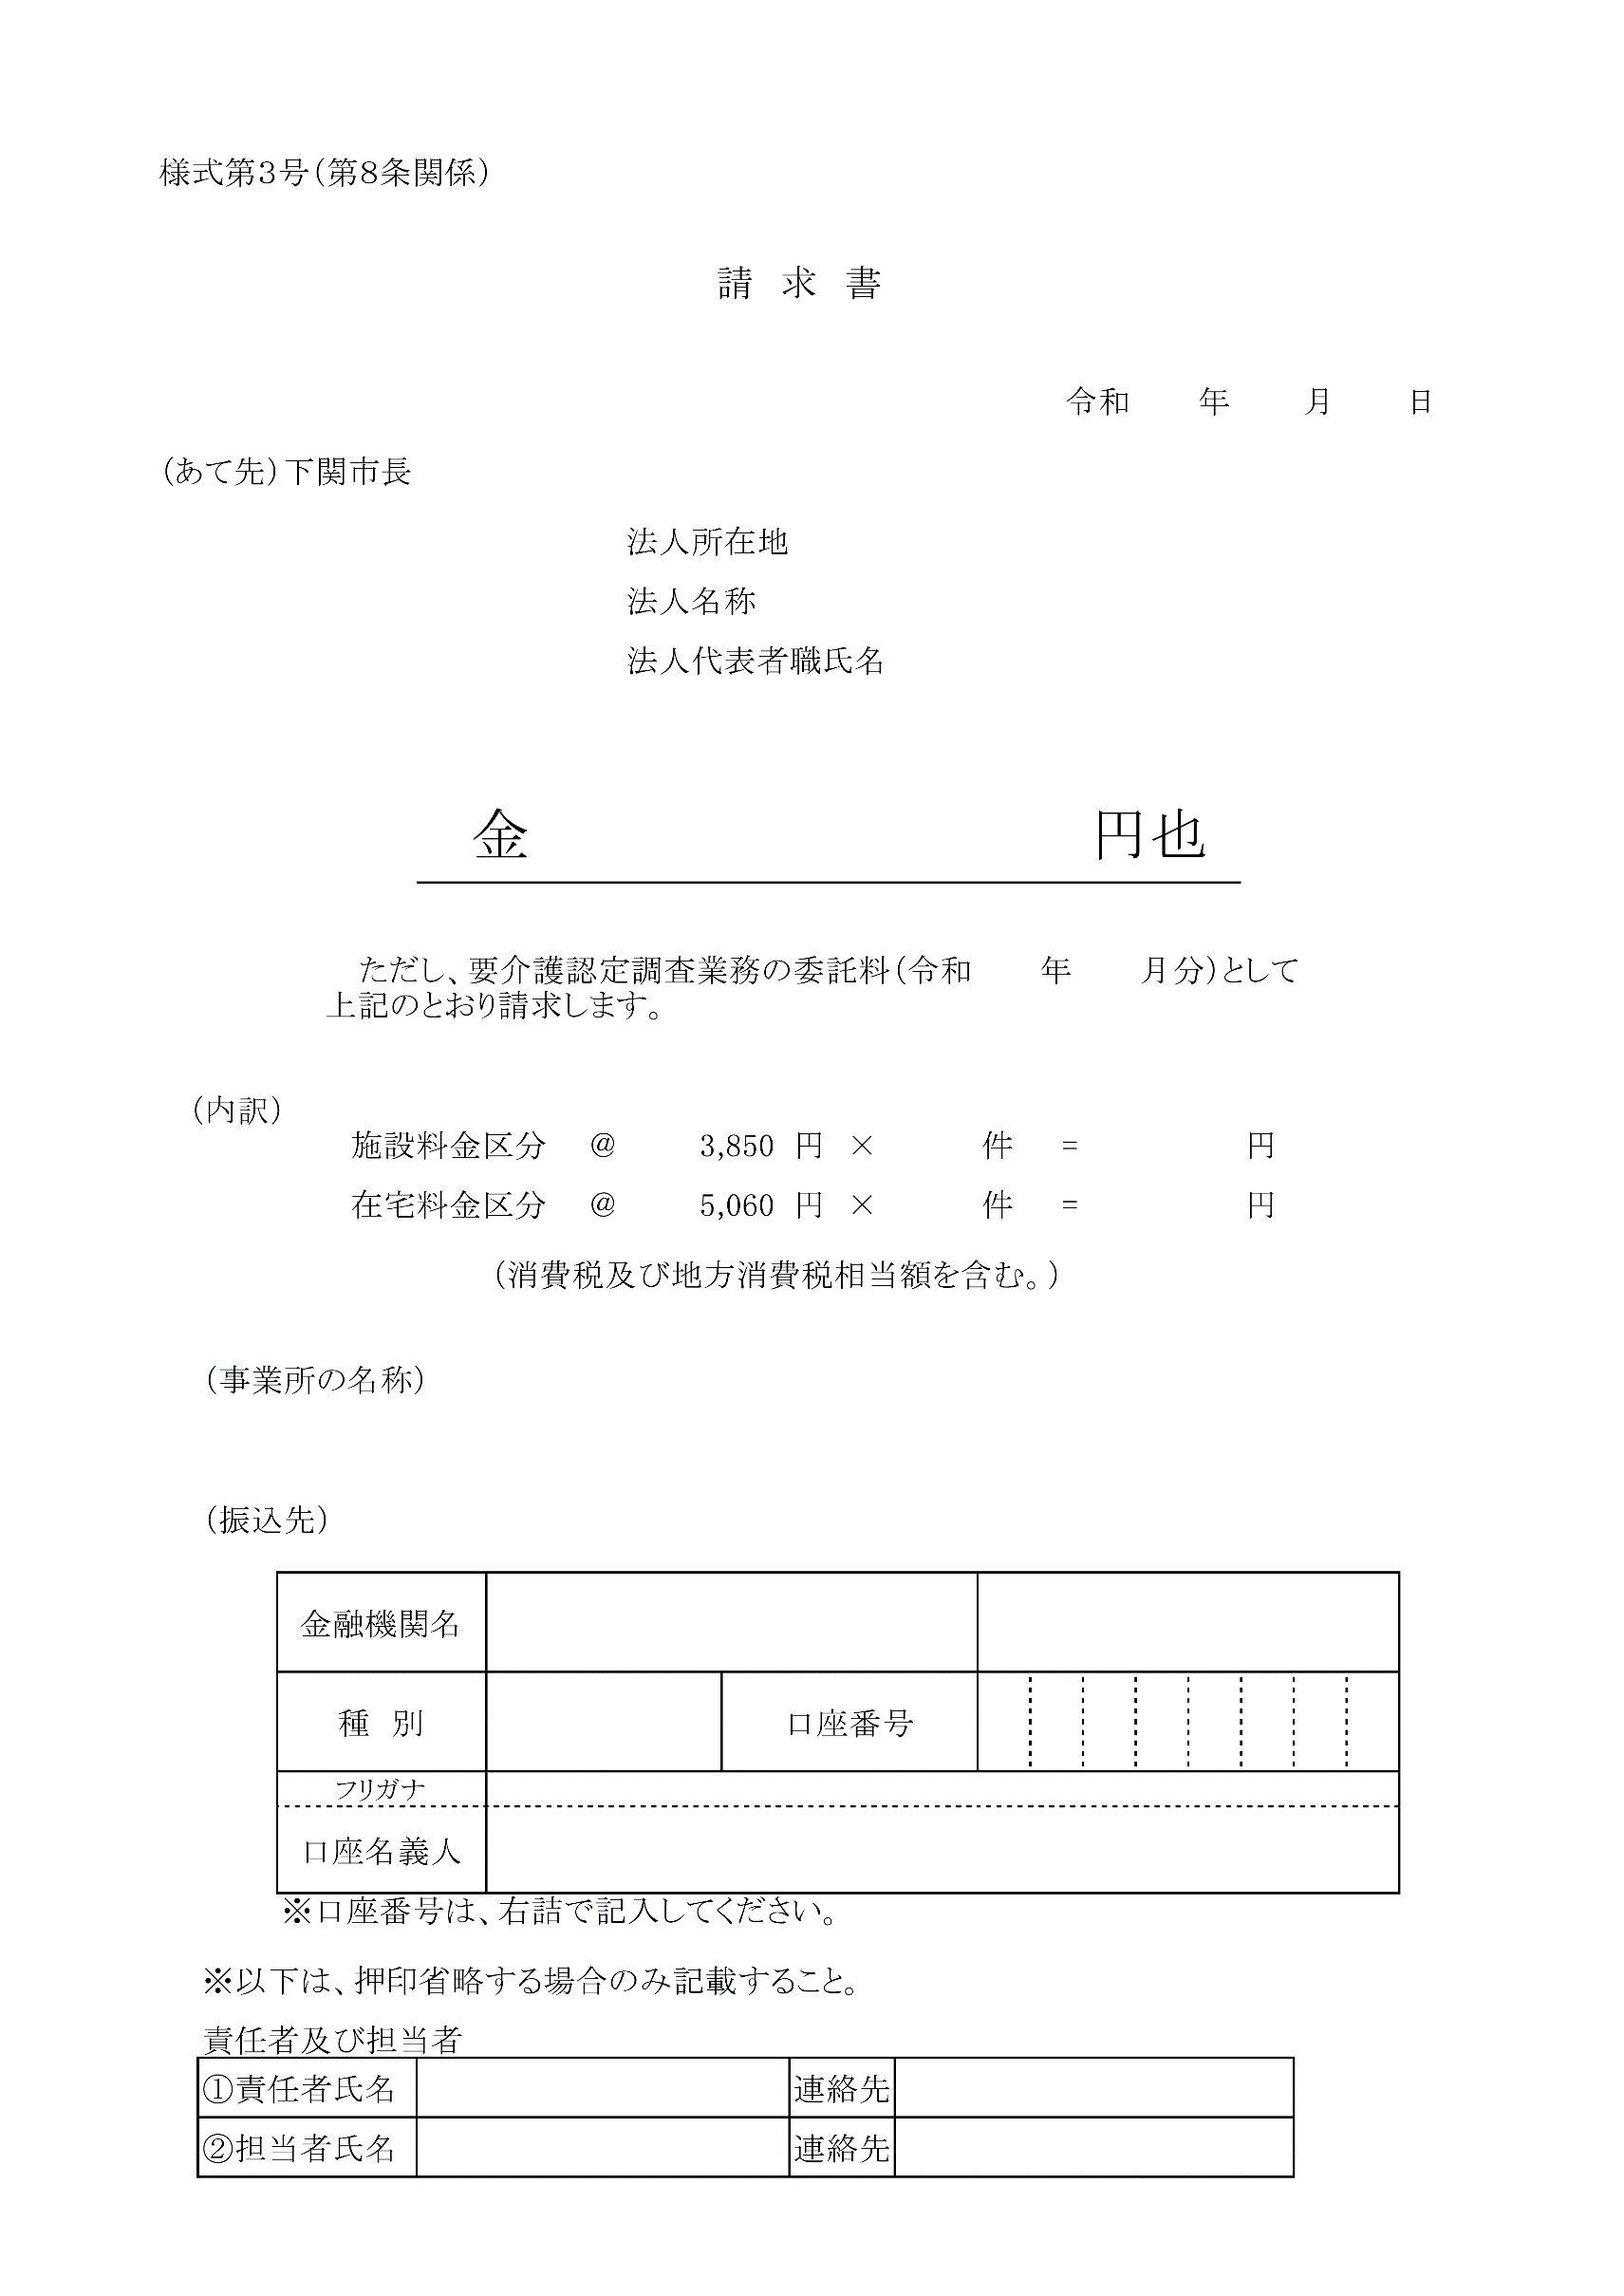 様式第3号(第8条関係)
請 求 書
令和　　年　　月　　日
(あて先)下関市長
法人所在地
法人名称
法人代表者職氏名
金　　　　　　　　　　円也
ただし、要介護認定調査業務の委託料(令和　　年　　月分)として
上記のとおり請求します。
(内訳)
施設料金区分　@　3,850 円 ×　　件　=　　　　円
在宅料金区分　@　5,060 円 ×　　件　=　　　　円
(消費税及び地方消費税相当額を含む。)
(事業所の名称)
(振込先)
金融機関名
種 別　　口座番号
フリガナ
口座名義人
※口座番号は、右詰で記入してください。
※以下は、押印省略する場合のみ記載すること。
責任者及び担当者
①責任者氏名　　連絡先
②担当者氏名　　連絡先